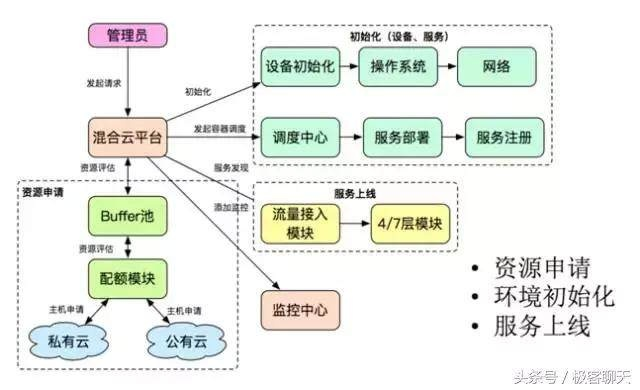 管理员
初始化（设备、服务）
设备初始化
操作系统
网络
发起请求
初始化
混合云平台
发起容器调度
调度中心
服务部署
服务注册
资源评估
服务发现
资源申请
添加监控
服务上线
Buffer池
流量接入
模块
4/7层模块
资源评估
配额模块
主机申请
主机申请
监控中心
私有云
公有云
• 资源申请
• 环境初始化
• 服务上线
头条号 / 极客聊天